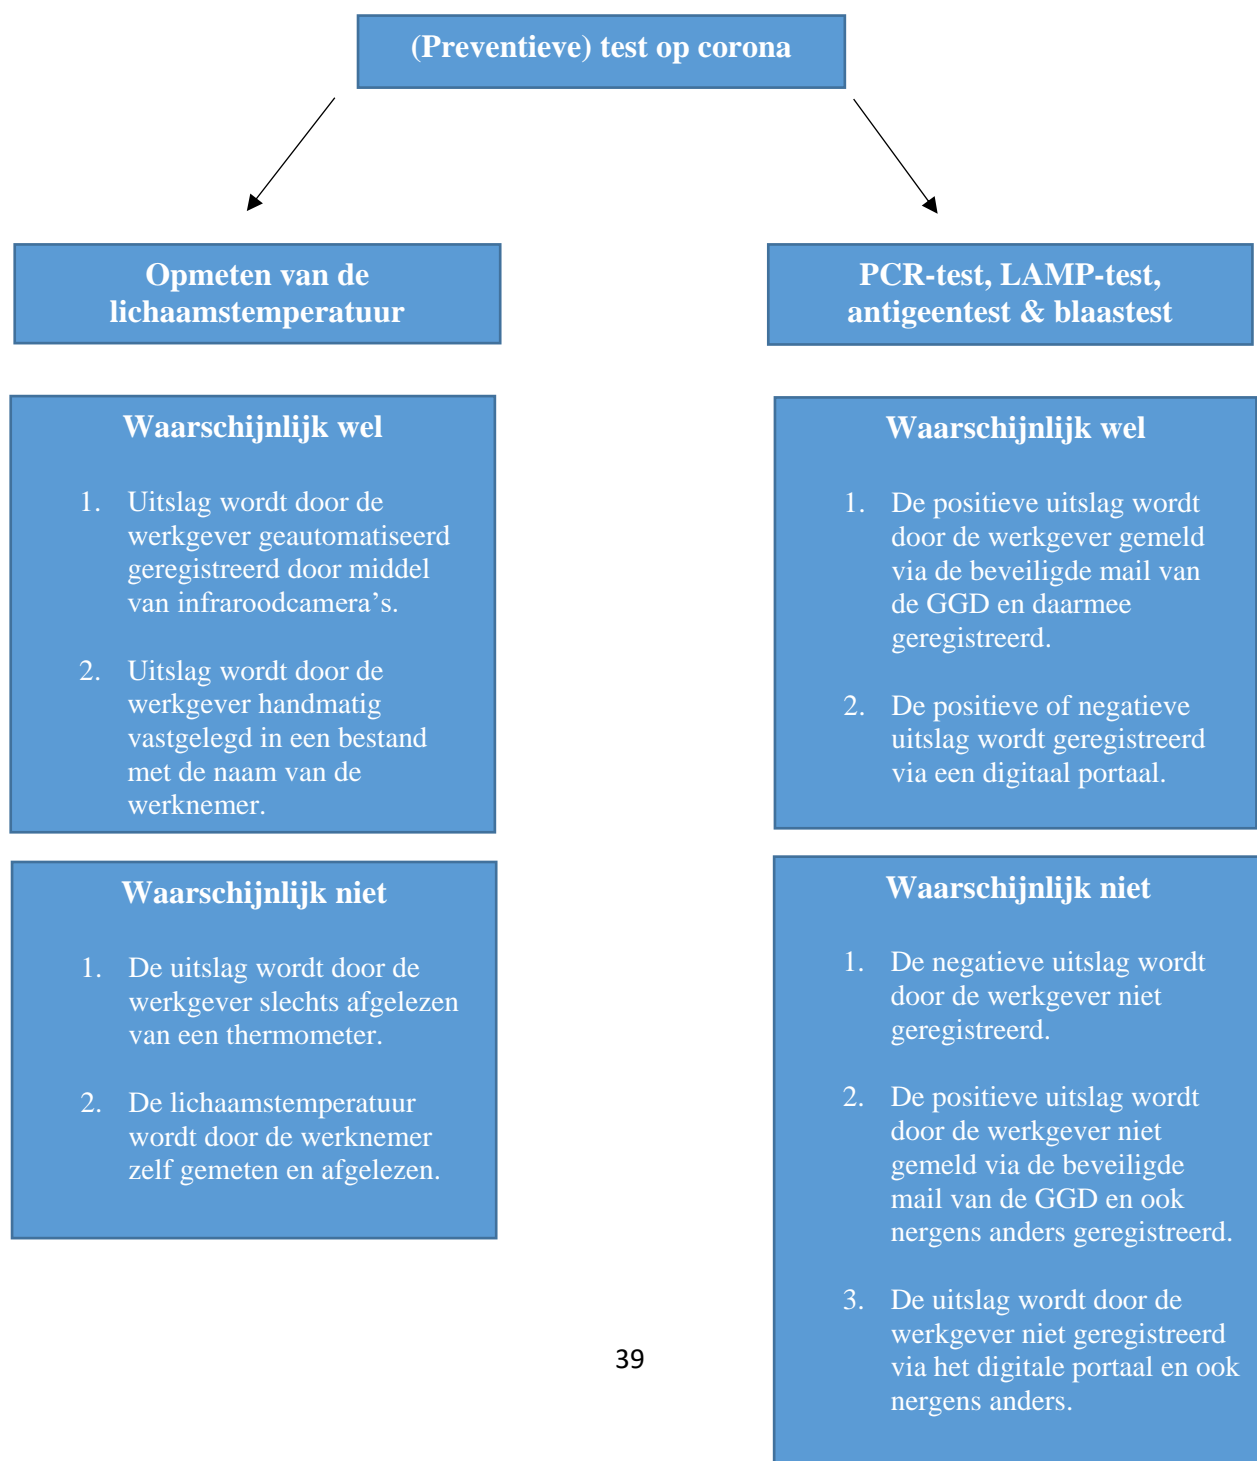 (Preventieve) test op corona
Opmeten van de
lichaamstemperatuur
PCR-test, LAMP-test,
antigeentest & blaastest
Waarschijnlijk wel
1. Uitslag wordt door de
werkgever geautomatiseerd
geregistreerd door middel
van infraroodcamera’s.
2. Uitslag wordt door de
werkgever handmatig
vastgelegd in een bestand
met de naam van de
werknemer.
Waarschijnlijk wel
1. De positieve uitslag wordt
door de werkgever gemeld
via de beveiligde mail van
de GGD en daarmee
geregistreerd.
2. De positieve of negatieve
uitslag wordt geregistreerd
via een digitaal portaal.
Waarschijnlijk niet
1. De uitslag wordt door de
werkgever slechts afgelezen
van een thermometer.
2. De lichaamstemperatuur
wordt door de werknemer
zelf gemeten en afgelezen.
Waarschijnlijk niet
1. De negatieve uitslag wordt
door de werkgever niet
geregistreerd.
2. De positieve uitslag wordt
door de werkgever niet
gemeld via de beveiligde
mail van de GGD en ook
nergens anders geregistreerd.
3. De uitslag wordt door de
werkgever niet geregistreerd
via het digitale portaal en ook
nergens anders.
39